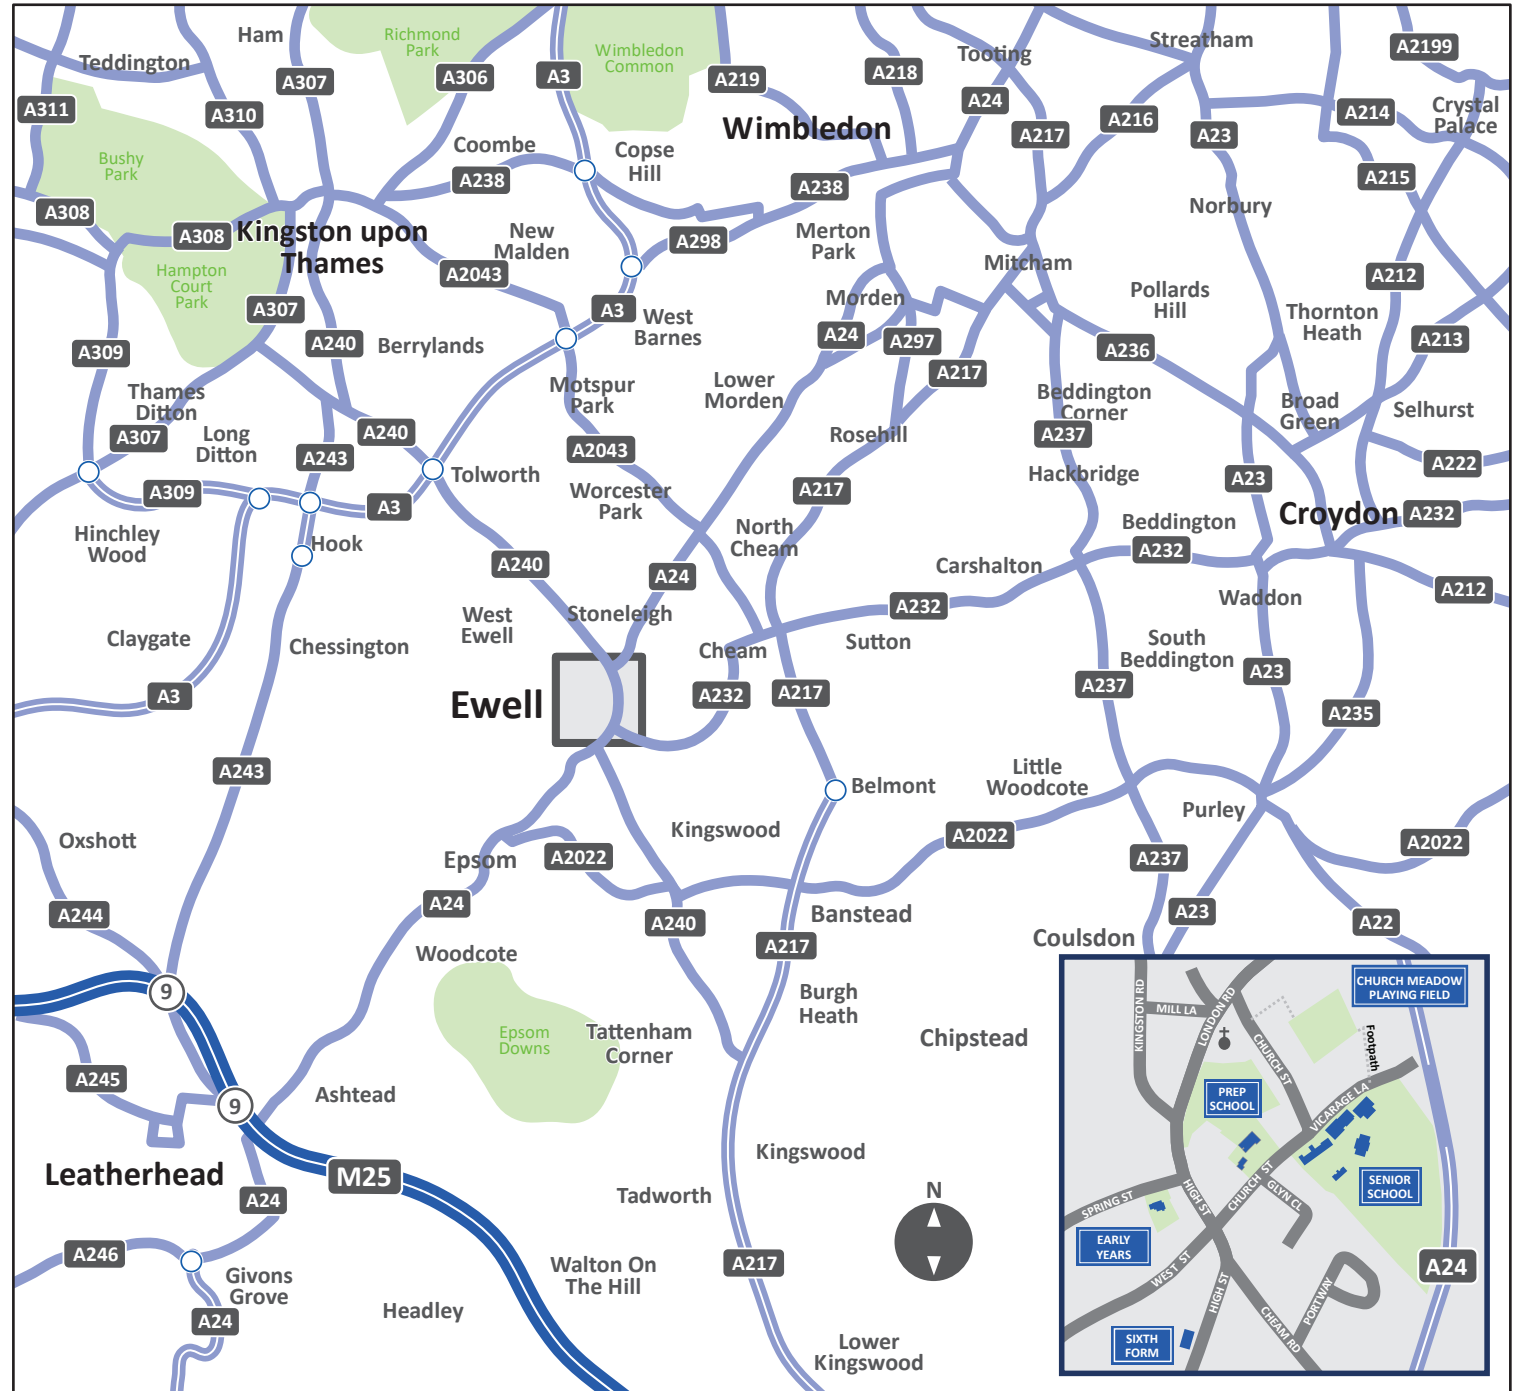 Ham
Richmond
Park
Wimbledon
Common
Tooting
Streatham
A2199
Teddington
A307
A306
A3
A219
A218
A311
A310
A24
A217
A216
A23
A214
Crystal
Palace
Wimbledon
Bushy
Park
Coombe
Copse
Hill
A238
A238
A215
A308
A308
Kingston upon
Thames
New
Malden
A298
Merton
Park
Norbury
Mitcham
Hampton
Court
Park
A2043
A212
A307
A3
West
Barnes
Morden
Pollards
Hill
Thornton
Heath
A309
A240
Berrylands
A24
A297
A236
A213
Thames
Ditton
Motspur
Park
Lower
Morden
A217
Beddington
Corner
Broad
Green
Selhurst
A307
Long
Ditton
A240
Rosehill
A237
A243
A2043
Hackbridge
A222
Tolworth
A309
A3
Worcester
Park
A217
A23
Croydon
A232
Hinchley
Wood
Hook
North
Cheam
Beddington
A232
A240
A24
Carshalton
A212
West
Ewell
Stoneleigh
A232
Waddon
Claygate
Chessington
Cheam
Sutton
South
Beddington
A3
Ewell
A232
A217
A237
A23
A235
A243
Belmont
Little
Woodcote
Oxshott
Kingswood
Purley
A2022
A2022
Epsom
A2022
A237
A244
A24
A240
Banstead
A23
A22
Coulsdon
Woodcote
A217
9
Burgh
Heath
Epsom
Downs
Tattenham
Corner
Chipstead
A245
Ashtead
9
Kingswood
Leatherhead
M25
Tadworth
A24
N
A246
Givons
Grove
Walton On
The Hill
A217
A24
Headley
Lower
Kingswood
KINGSTON RD
MILL LA
LONDON RD
CHURCH MEADOW
PLAYING FIELD
Footpath
CHURCH ST
PREP
SCHOOL
VICARAGE LA
SENIOR
SCHOOL
CHURCH ST
GLYN CL
SPRING ST
HIGH ST
EARLY
YEARS
WEST ST
A24
HIGH ST
PORTWAY
CHEAM RD
SIXTH
FORM